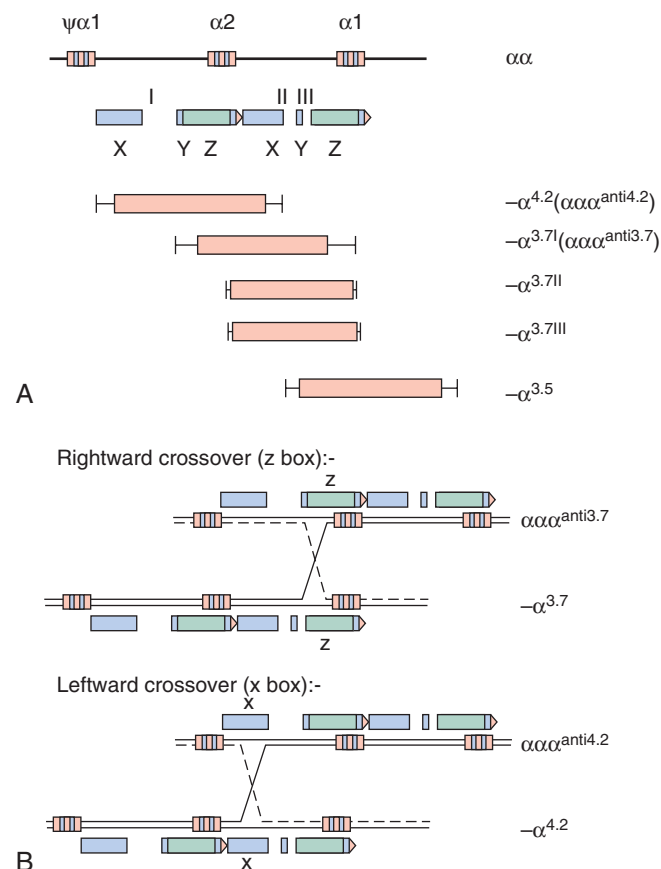 ψα1 α2 α1
αα
I II III
X Y Z X Y Z
–α4.2(αααanti4.2)
–α3.7I(αααanti3.7)
–α3.7II
–α3.7III
–α3.5
A
Rightward crossover (z box):-
z
αααanti3.7
–α3.7
z
Leftward crossover (x box):-
x
αααanti4.2
–α4.2
x
B